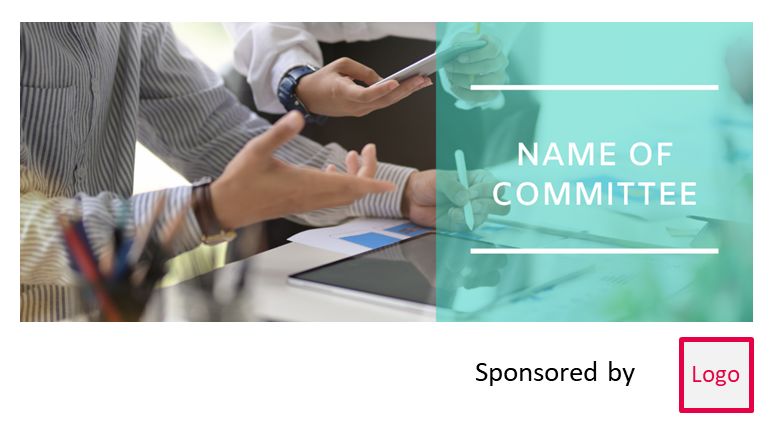 NAME OF
COMMITTEE
Sponsored by
Logo